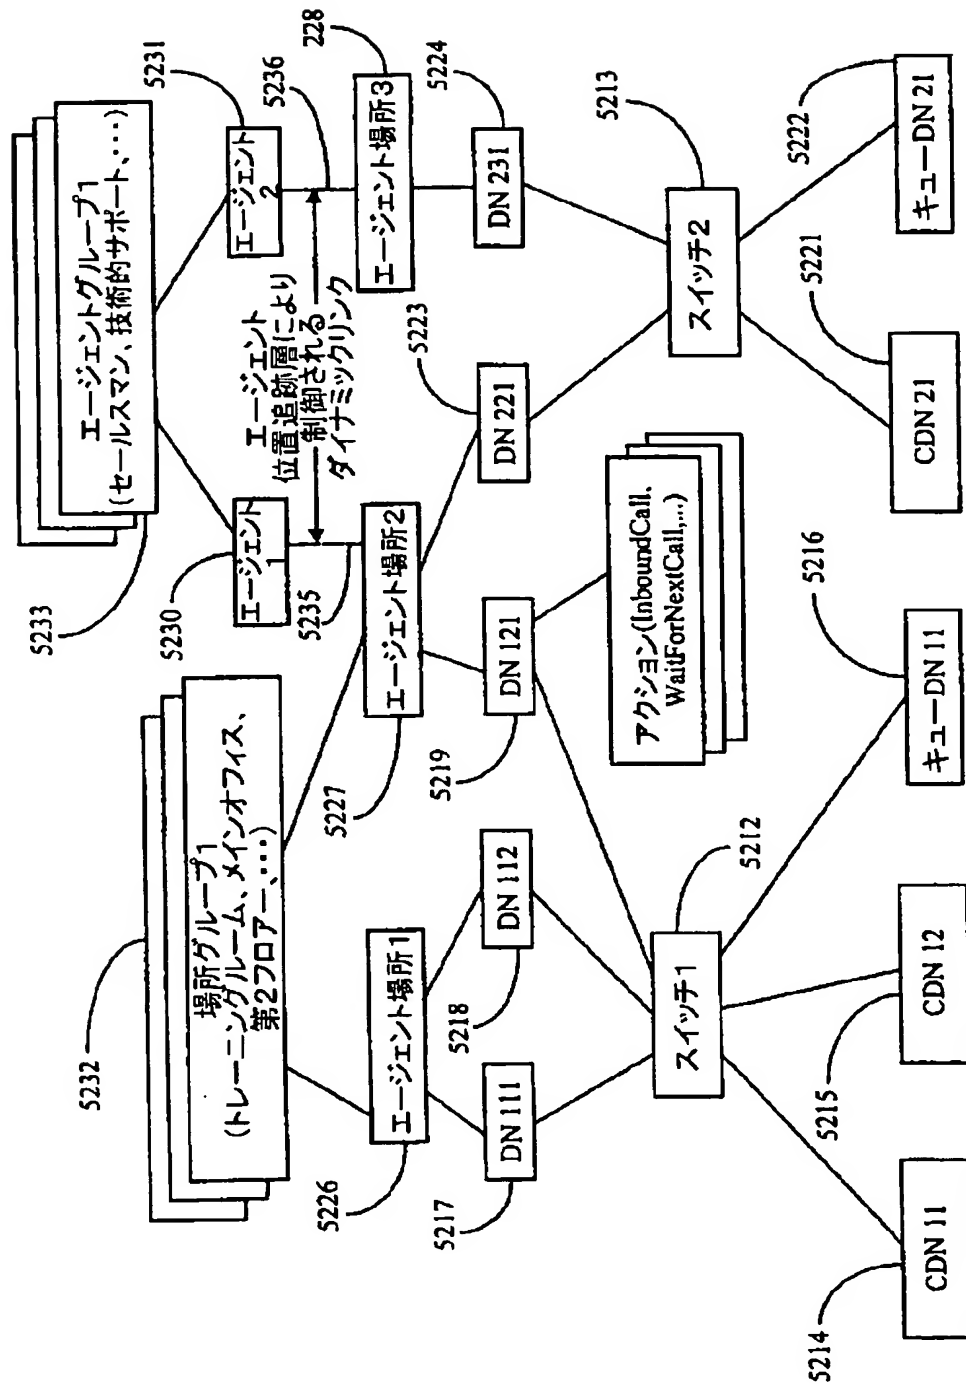 5232
場所グループ1
(トレーニングルーム、メインオフィス、
第2フロアー、・・・)
5233
エージェントグループ1
(セールスマン、技術的サポート、・・・)
5230
エージェント
1
5231
エージェント
2
5235
エージェント
位置追跡層により
制御される
ダイナミックリンク
5236
5226
エージェント場所1
5227
エージェント場所2
エージェント場所3
228
5217
DN 111
DN 112
5218
5219
DN 121
DN 221
5223
DN 231
5224
アクション(InboundCall、
WaitForNextCall,...)
スイッチ1
5212
スイッチ2
5213
5214
CDN 11
5215
CDN 12
キューDN 11
5216
CDN 21
5221
キューDN 21
5222